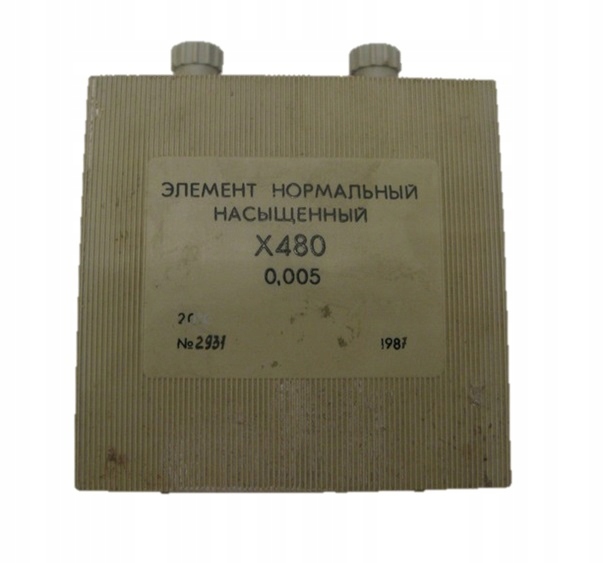 ЭЛЕМЕНТ НОРМАЛЬНЫЙ
НАСЫЩЕННЫЙ
Х480
0,005
№2931
1987